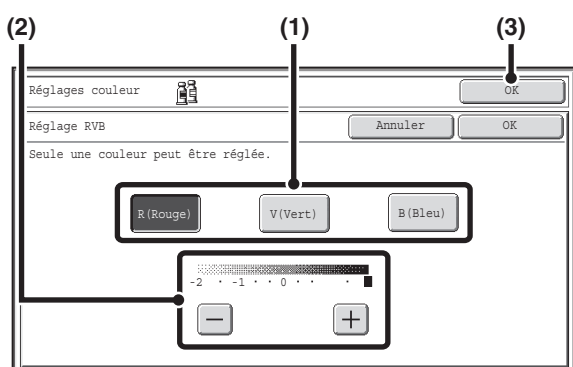 (2) (1) (3)
Réglages couleur OK
Réglage RVB Annuler OK
Seule une couleur peut être réglée.
R(Rouge) V(Vert) B(Bleu)
-2 · -1 · · 0 · · ·
− +